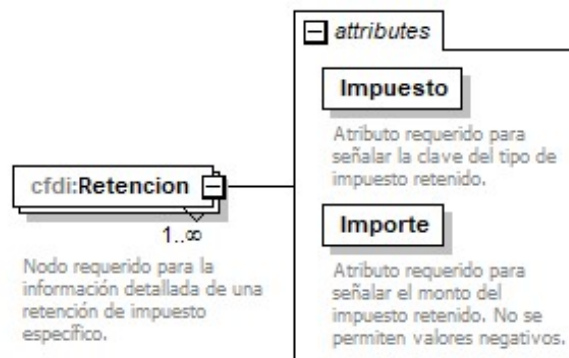 attributes
Impuesto
Atributo requerido para
señalar la clave del tipo de
impuesto retenido.
cfdi:Retencion
1..∞
Nodo requerido para la
información detallada de una
retención de impuesto
específico.
Importe
Atributo requerido para
señalar el monto del
impuesto retenido. No se
permiten valores negativos.